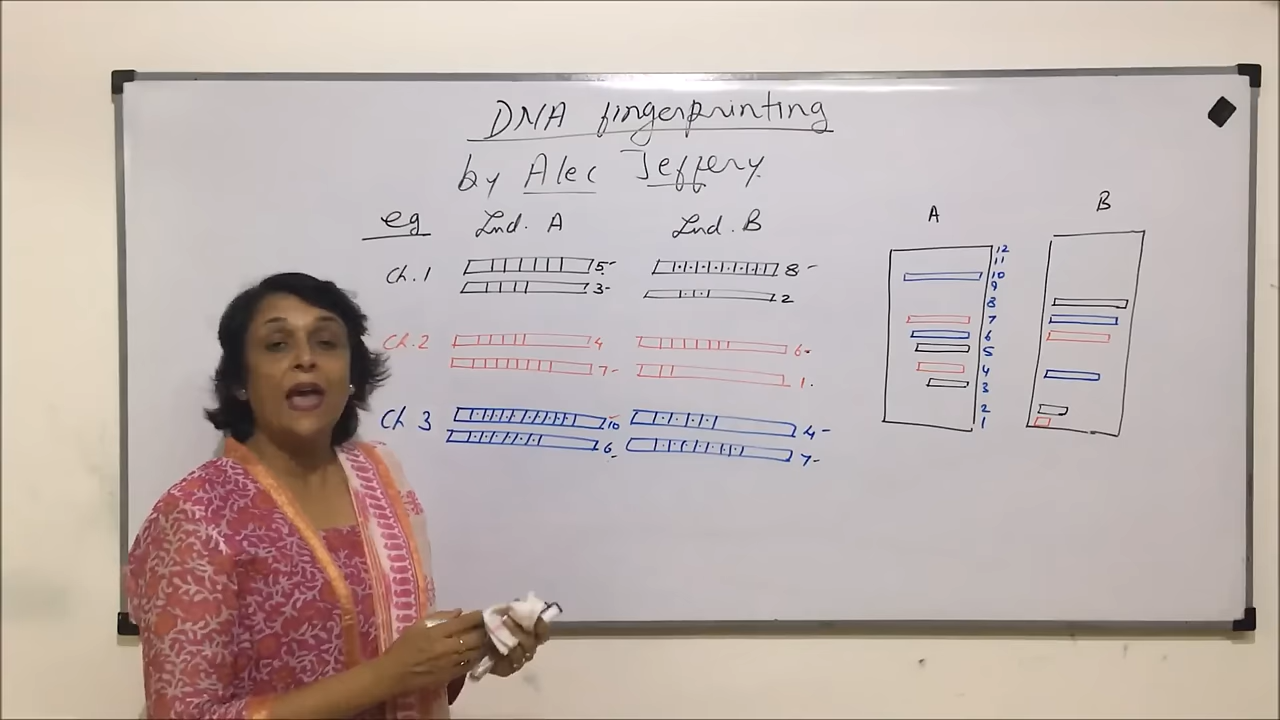 DNA fingerprinting
by Alec Jeffery.
eg Ind. A Ind. B
Ch. 1 5 8
3 2
Ch. 2 4 6
7 1
Ch 3 10 4
6 7
A B
12
11
10
9
8
7
6
5
4
3
2
1